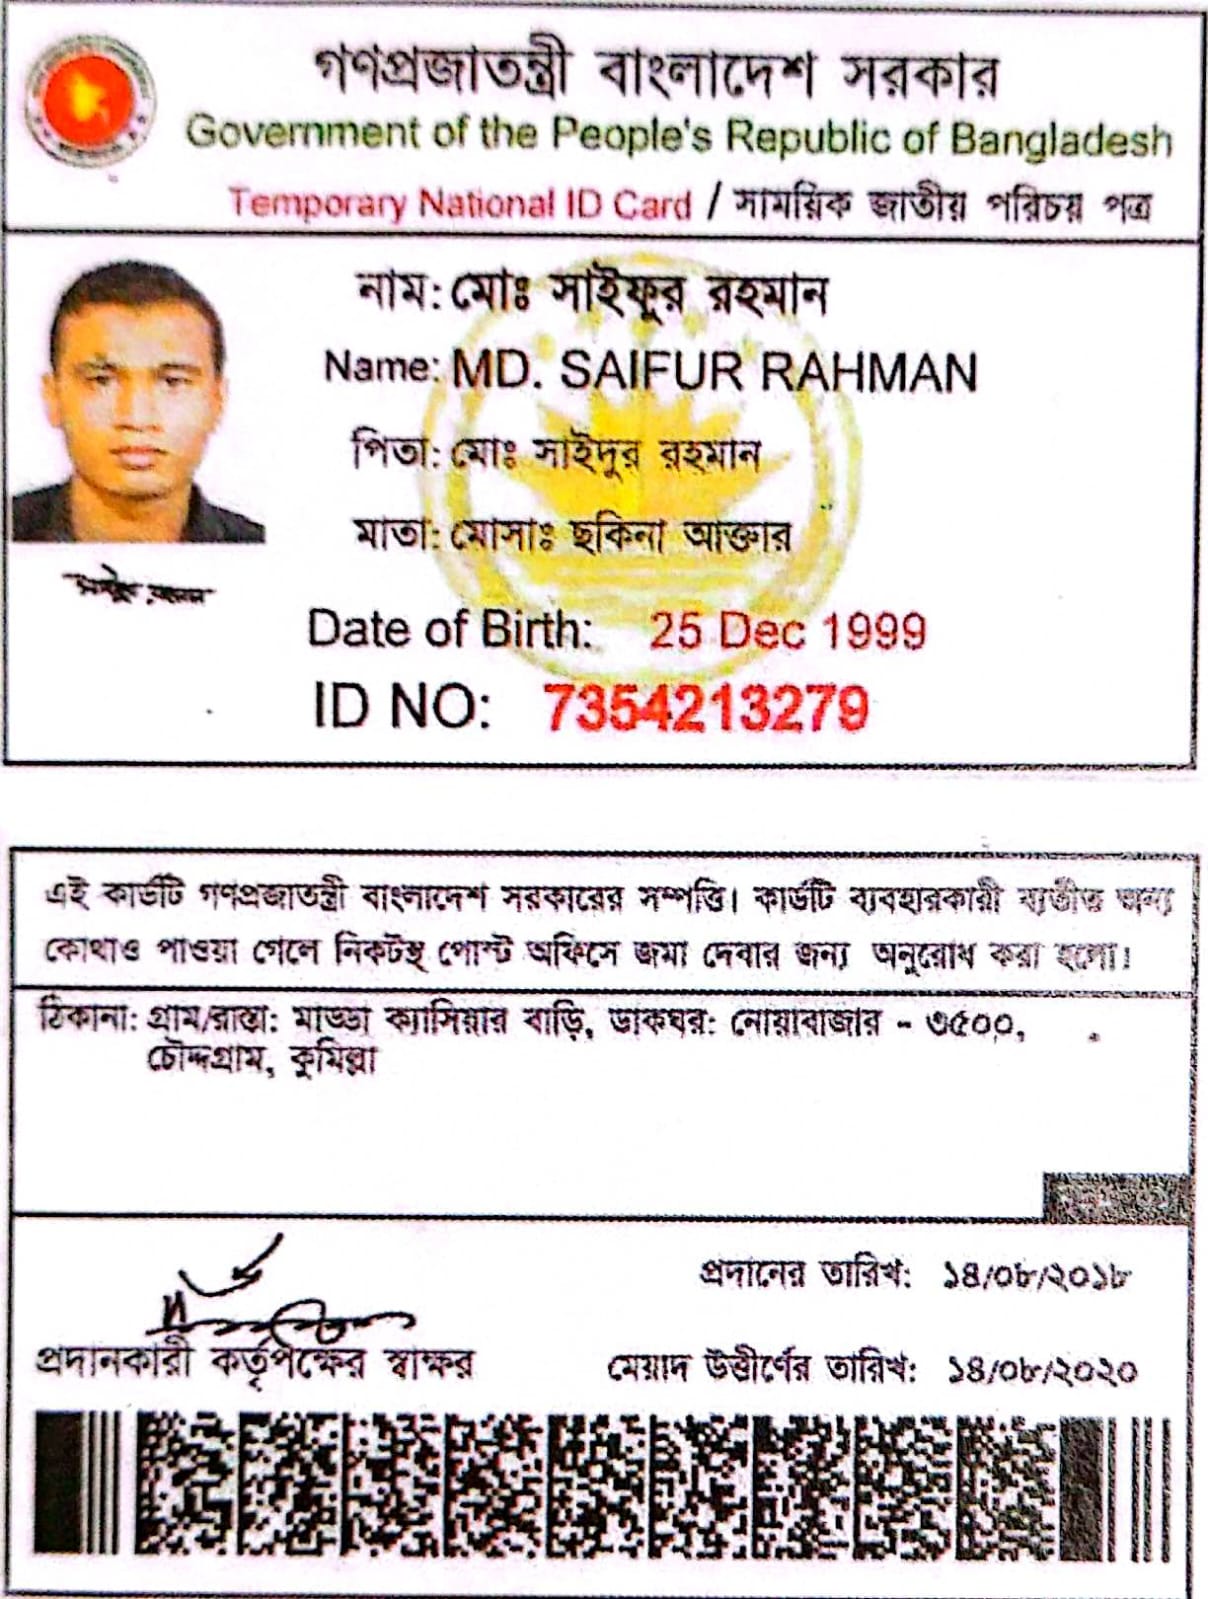 গণপ্রজাতন্ত্রী বাংলাদেশ সরকার
Government of the People's Republic of Bangladesh
Temporary National ID Card / সাময়িক জাতীয় পরিচয় পত্র
নাম: মোঃ সাইফুর রহমান
Name: MD. SAIFUR RAHMAN
পিতা: মোঃ সাইদুর রহমান
মাতা: মোসাঃ ছকিনা আক্তার
Date of Birth: 25 Dec 1999
ID NO: 7354213279
এই কার্ডটি গণপ্রজাতন্ত্রী বাংলাদেশ সরকারের সম্পত্তি। কার্ডটি ব্যবহারকারী ব্যতীত অন্য
কোথাও পাওয়া গেলে নিকটস্থ পোস্ট অফিসে জমা দেবার জন্য অনুরোধ করা হলো।
ঠিকানা: গ্রাম/রাস্তা: ক্যাসিয়ার বাড়ি, ডাকঘর: নোয়াবাজার - ৩৫০০,
চৌদ্দগ্রাম, কুমিল্লা
প্রদানের তারিখ: ১৪/০৮/২০১৮
প্রদানকারী কর্তৃপক্ষের স্বাক্ষর
মেয়াদ উত্তীর্ণের তারিখ: ১৪/০৮/২০২০